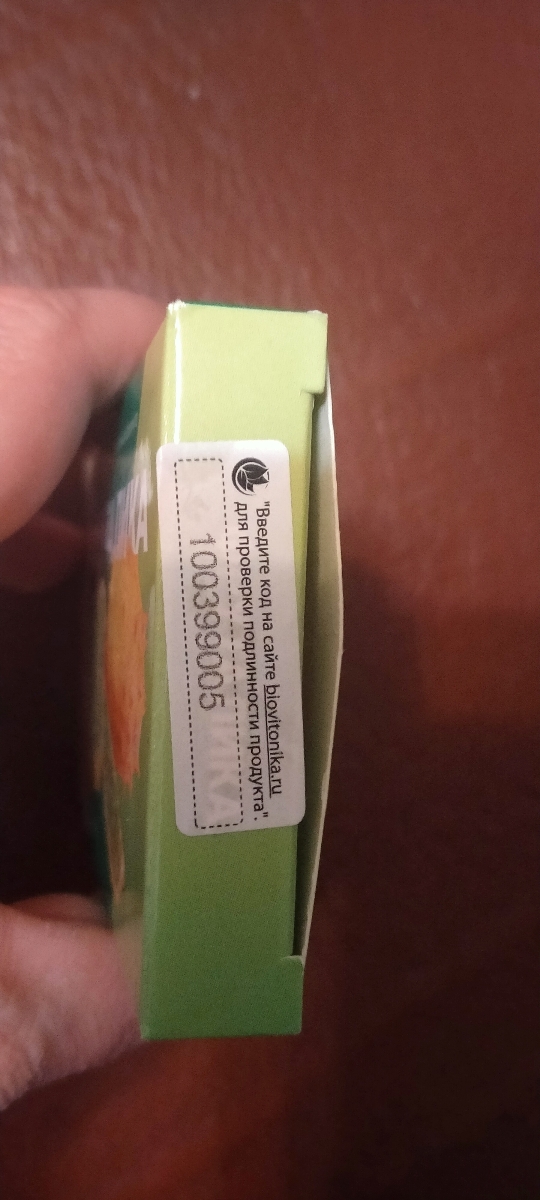 "Введите код на сайте biovitonika.ru
для проверки подлинности продукта".
100399005